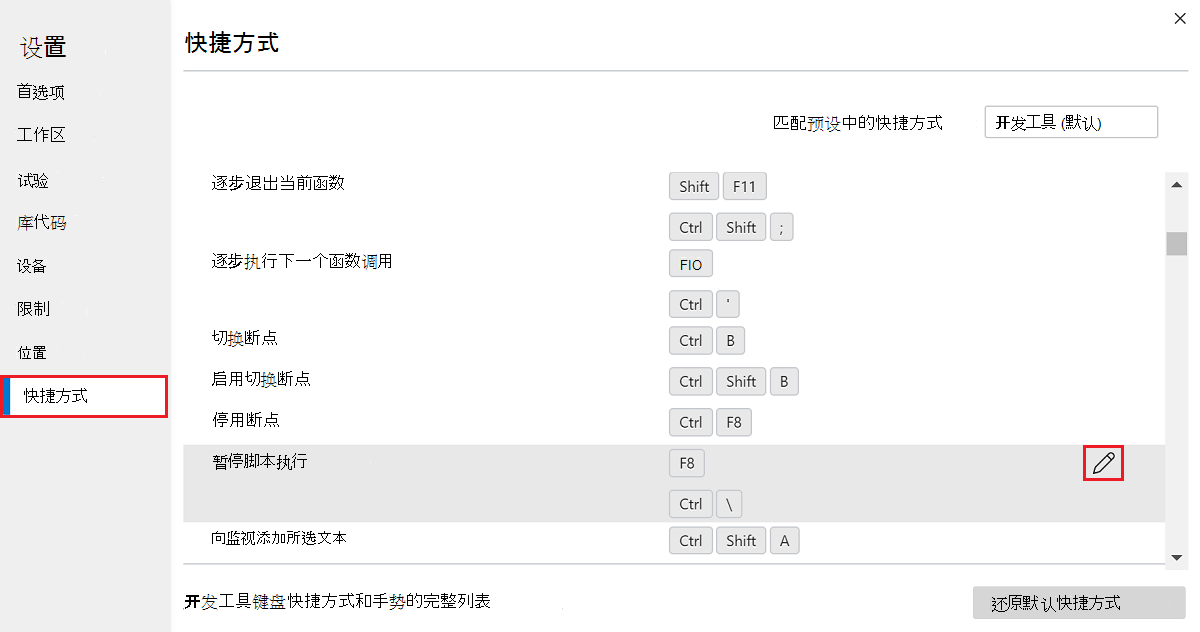 设置
首选项
工作区
试验
库代码
设备
限制
位置
快捷方式
快捷方式
匹配预设中的快捷方式 开发工具 (默认)
逐步退出当前函数 Shift F11
Ctrl Shift ;
逐步执行下一个函数调用 FIO
Ctrl '
切换断点 Ctrl B
启用切换断点 Ctrl Shift B
停用断点 Ctrl F8
暂停脚本执行 F8
Ctrl \
向监视添加所选文本 Ctrl Shift A
开发工具键盘快捷方式和手势的完整列表
还原默认快捷方式